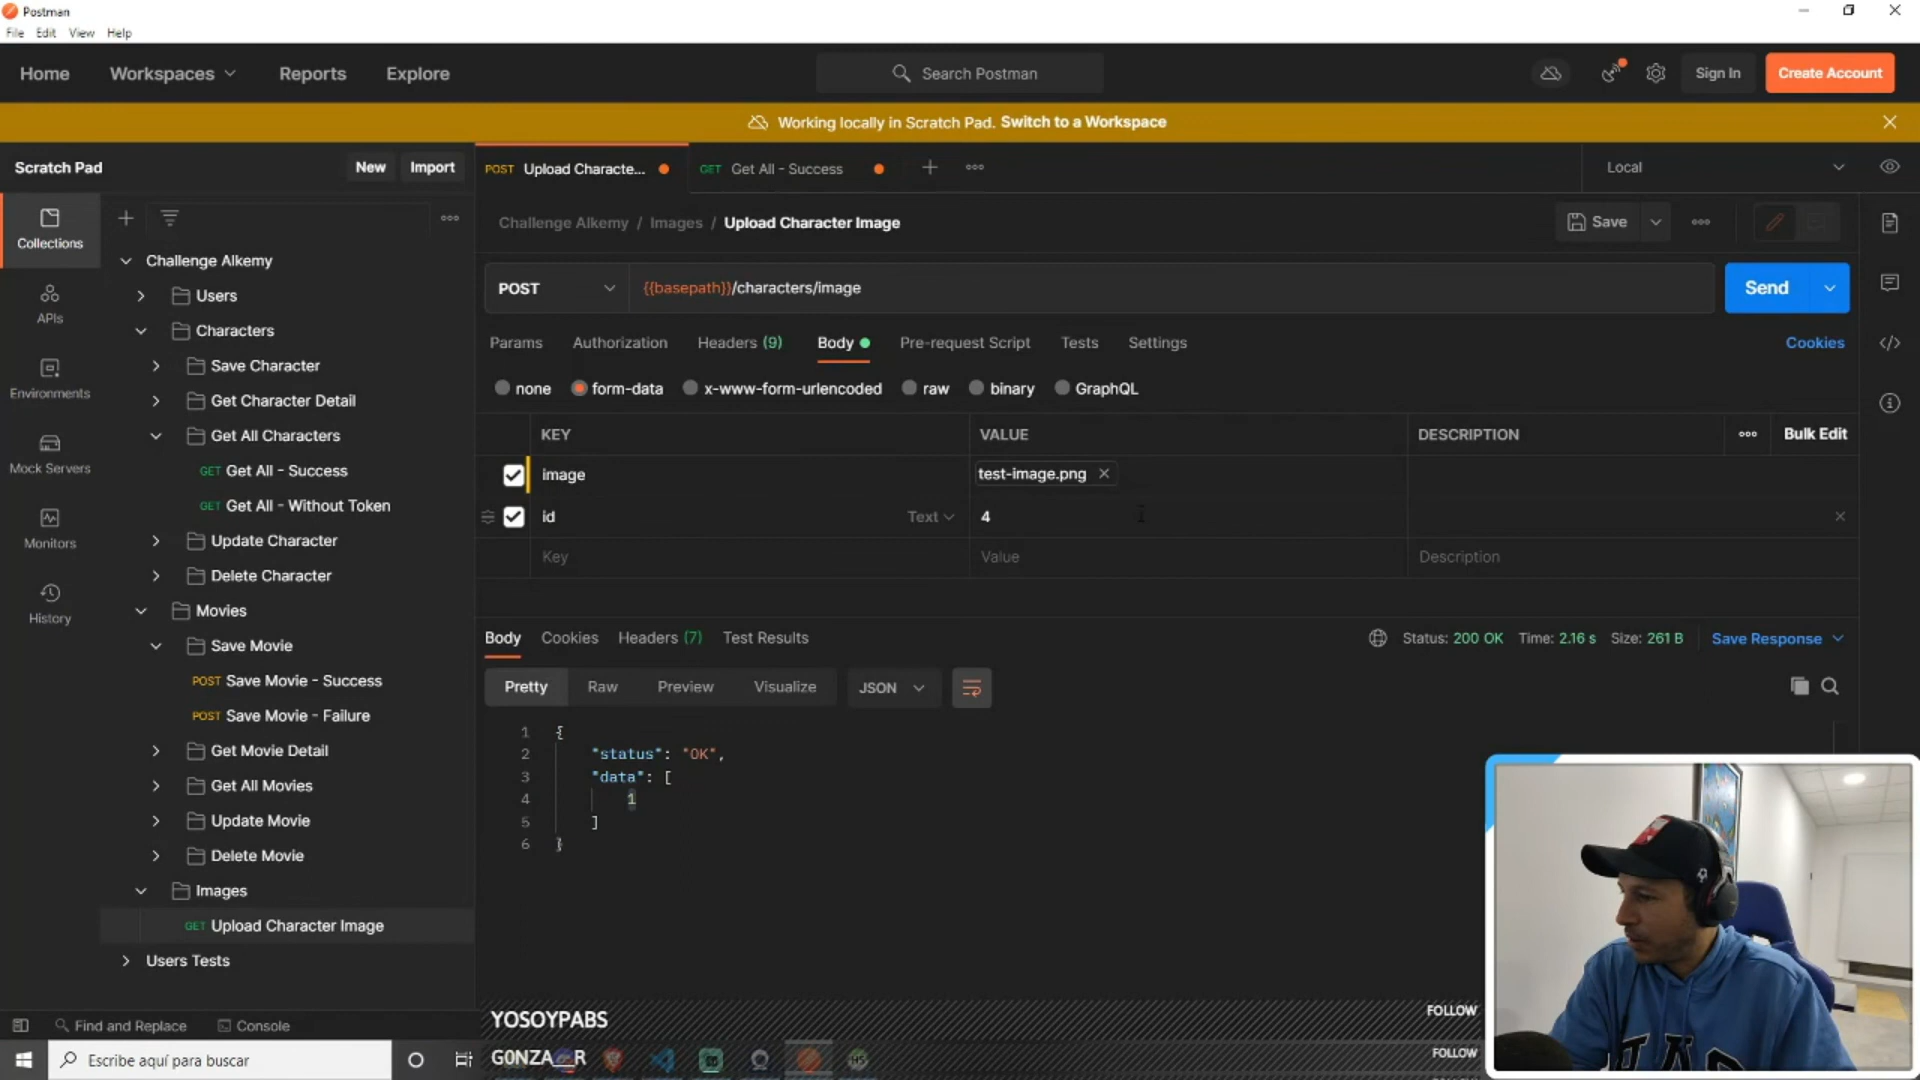 Postman
File Edit View Help
Home Workspaces Reports Explore Search Postman Sign In Create Account
Working locally in Scratch Pad. Switch to a Workspace
Scratch Pad New Import POST Upload Characte... GET Get All - Success Local
Collections
APIs
Environments
Mock Servers
Monitors
History
Challenge Alkemy
Users
Characters
Save Character
Get Character Detail
Get All Characters
GET Get All - Success
GET Get All - Without Token
Update Character
Delete Character
Movies
Save Movie
POST Save Movie - Success
POST Save Movie - Failure
Get Movie Detail
Get All Movies
Update Movie
Delete Movie
Images
GET Upload Character Image
Users Tests
Challenge Alkemy / Images / Upload Character Image Save
POST {{basepath}}/characters/image Send
Params Authorization Headers (9) Body Pre-request Script Tests Settings Cookies
none form-data x-www-form-urlencoded raw binary GraphQL
KEY VALUE DESCRIPTION Bulk Edit
image test-image.png
id Text 4
Key Value Description
Body Cookies Headers (7) Test Results Status: 200 OK Time: 2.16 s Size: 261 B Save Response
Pretty Raw Preview Visualize JSON
1 {
2 "status": "OK",
3 "data": [
4 1
5 ]
6 }
YOSOYPABS FOLLOW
Find and Replace Console
Escribe aquí para buscar
FOLLOW